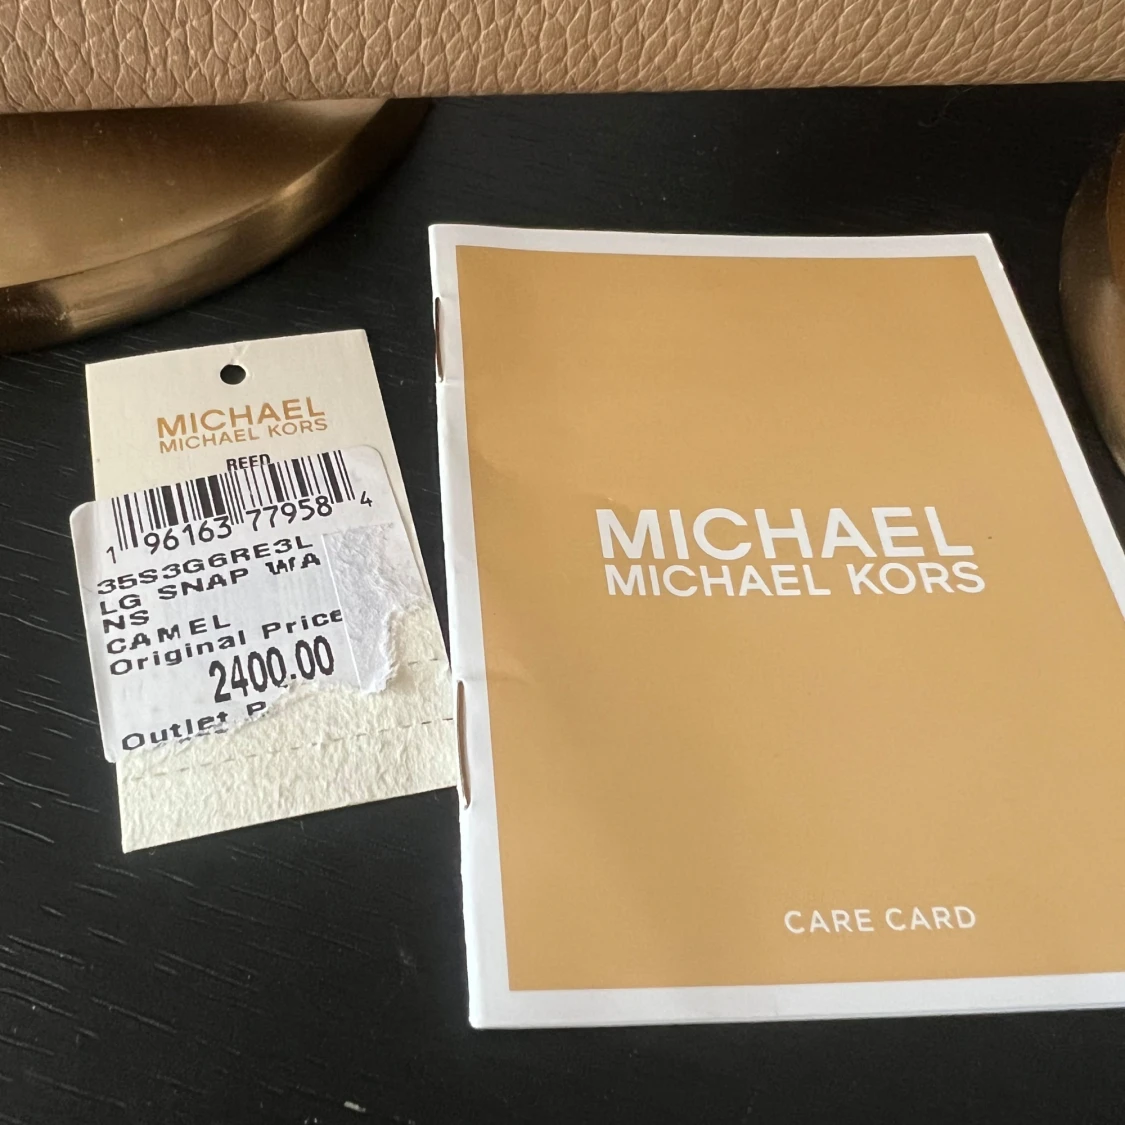 MICHAEL
MICHAEL KORS
REED
1 96163 77958 4
35S3G6RE3L
LG SNAP WA
NS
CAMEL
Original Price
2400.00
Outlet
MICHAEL
MICHAEL KORS
CARE CARD